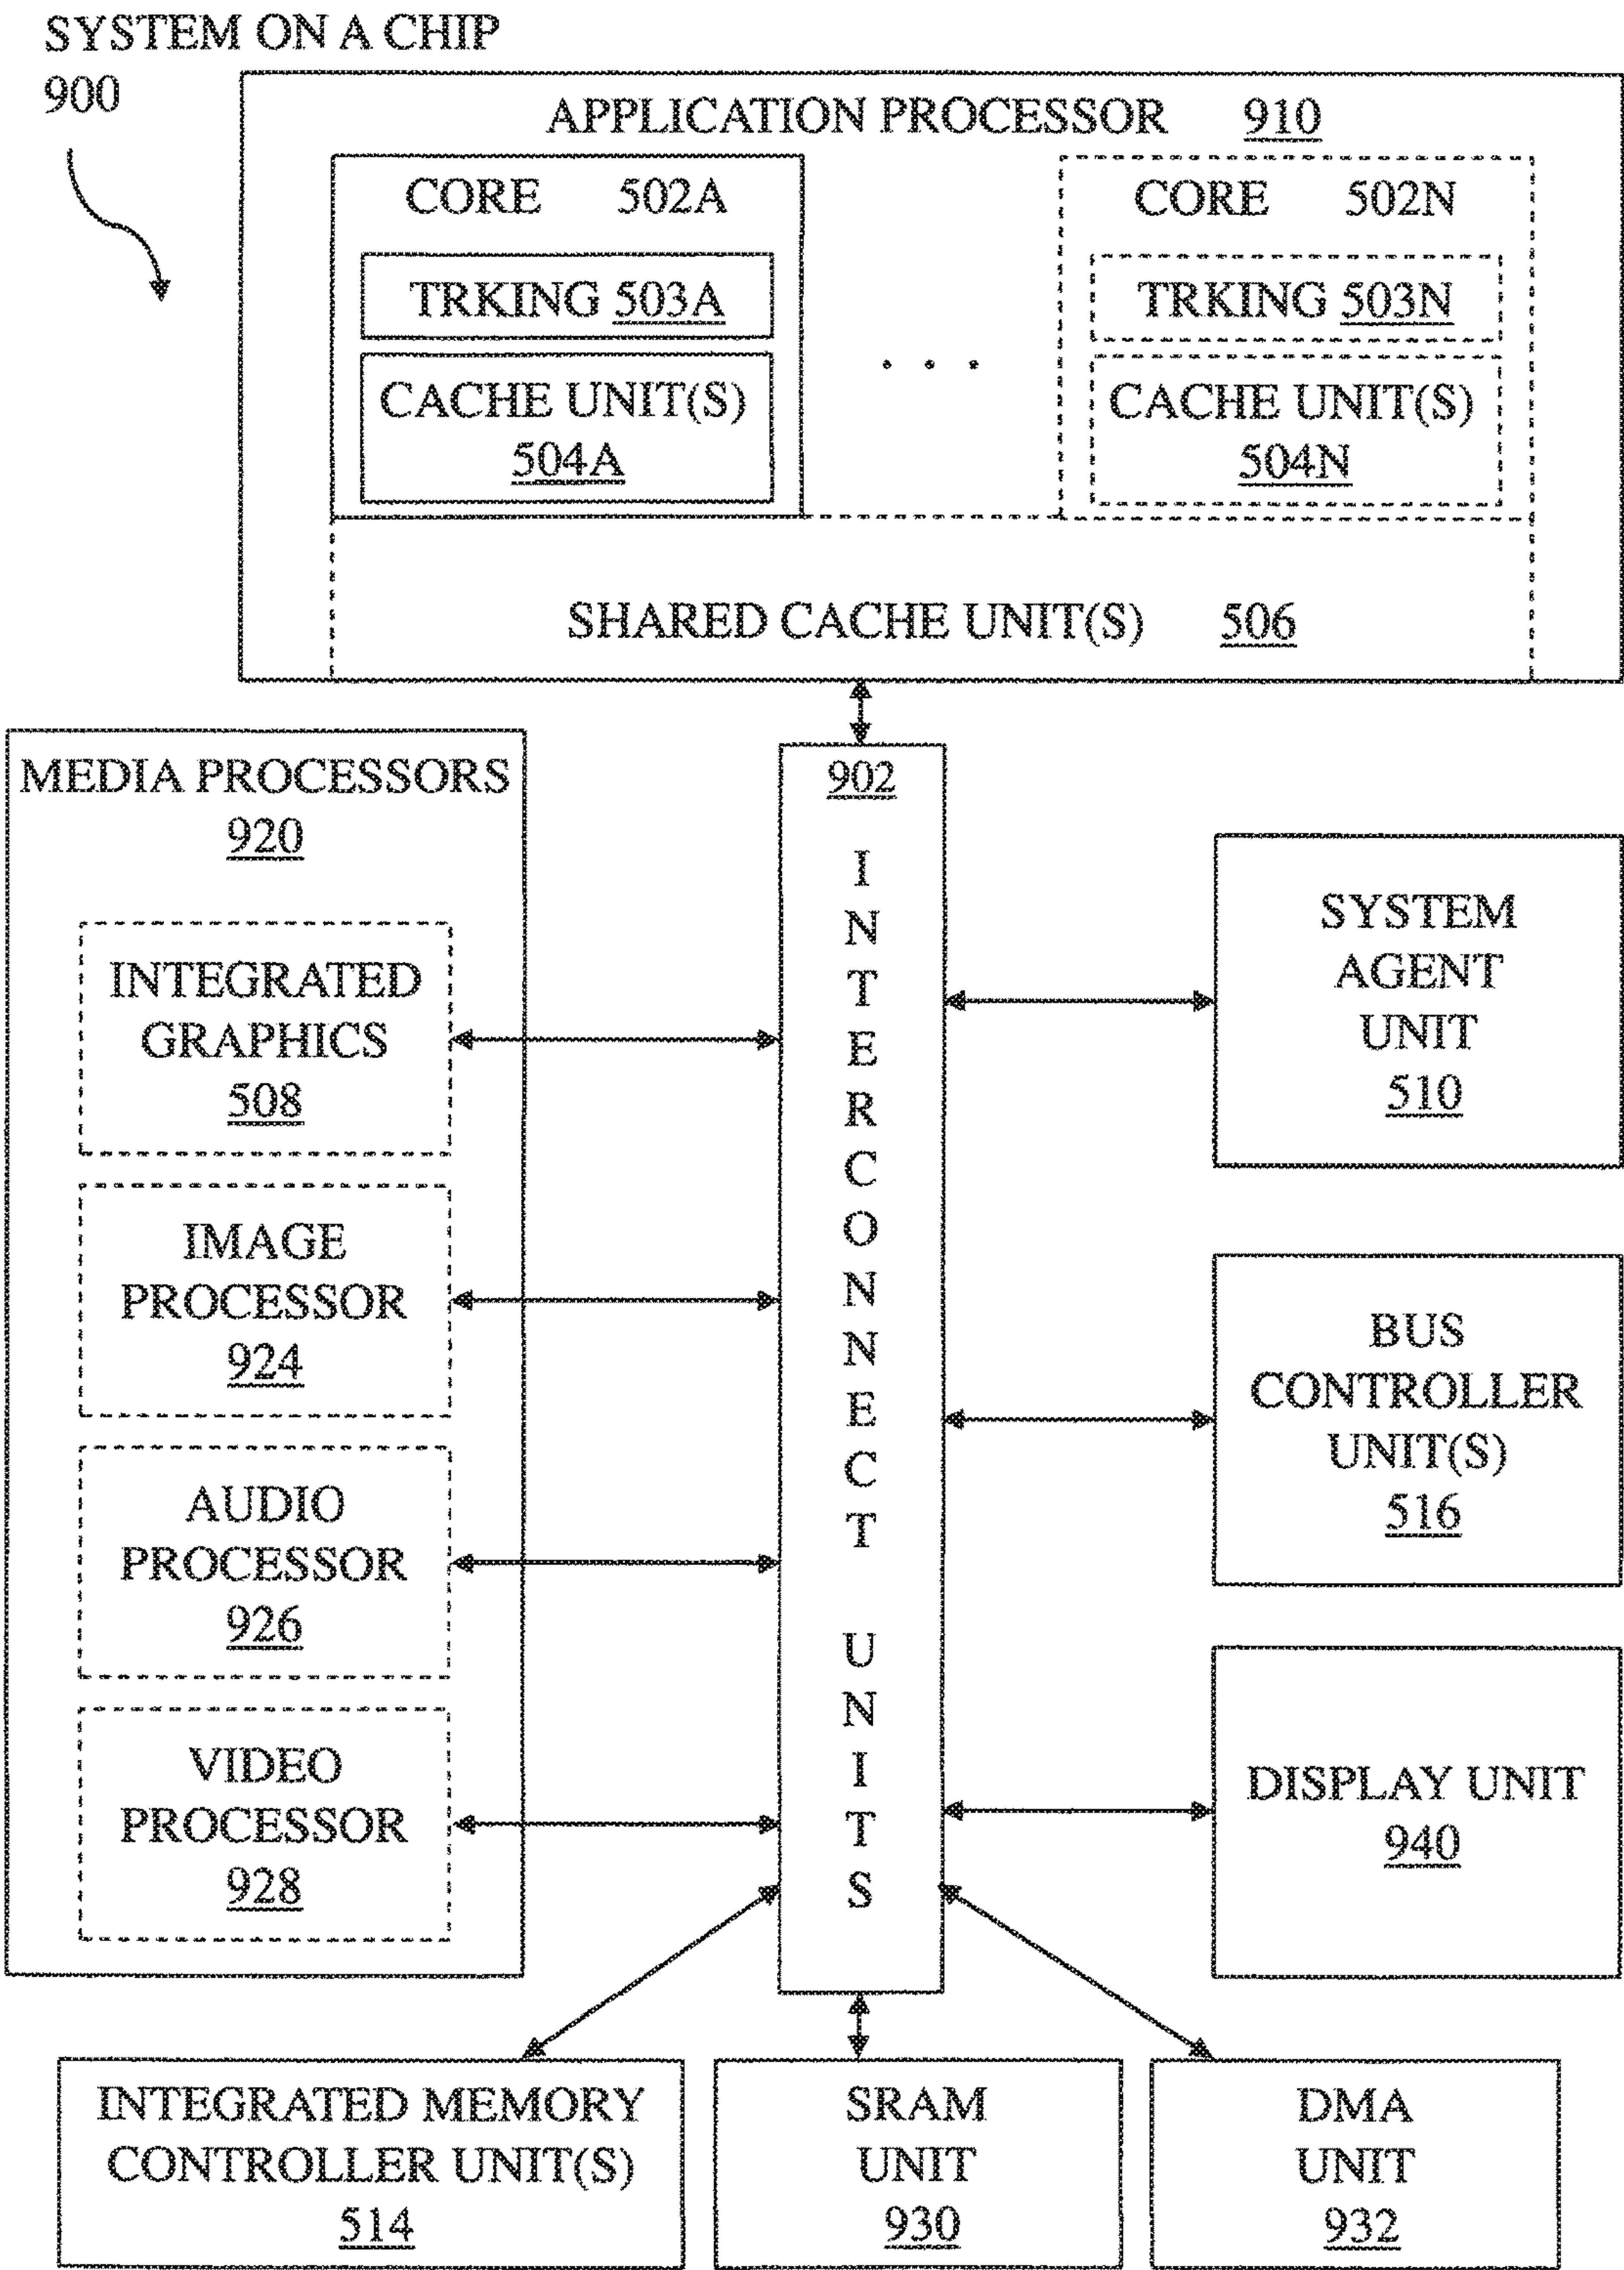 SYSTEM ON A CHIP
900
APPLICATION PROCESSOR 910
CORE 502A
TRKING 503A
CACHE UNIT(S)
504A
. . .
CORE 502N
TRKING 503N
CACHE UNIT(S)
504N
SHARED CACHE UNIT(S) 506
MEDIA PROCESSORS
920
INTEGRATED
GRAPHICS
508
IMAGE
PROCESSOR
924
AUDIO
PROCESSOR
926
VIDEO
PROCESSOR
928
902
INTERCONNECT UNITS
SYSTEM
AGENT
UNIT
510
BUS
CONTROLLER
UNIT(S)
516
DISPLAY UNIT
940
INTEGRATED MEMORY
CONTROLLER UNIT(S)
514
SRAM
UNIT
930
DMA
UNIT
932